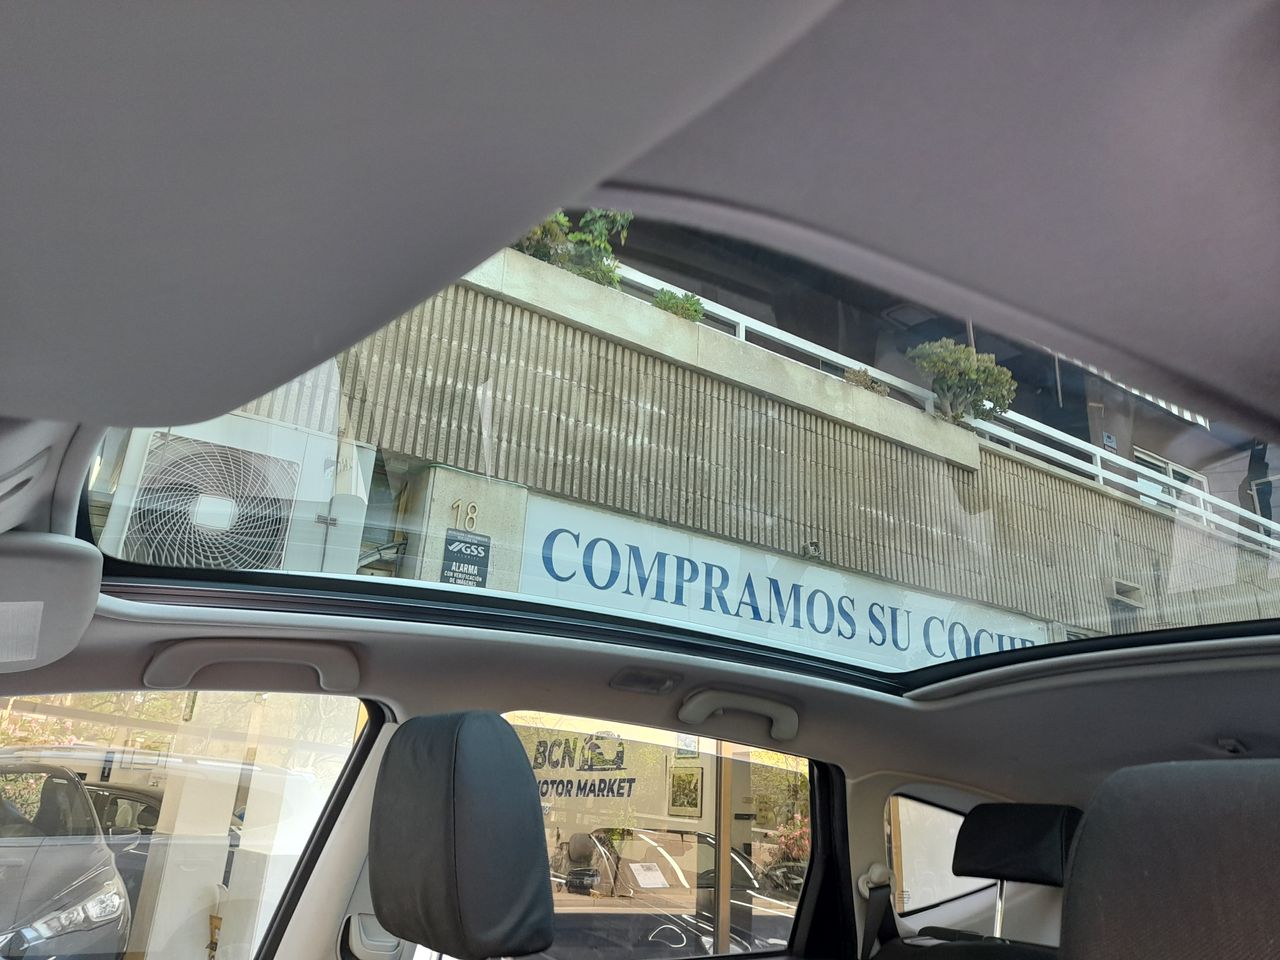 18
GSS
ALARMA
CON VERIFICACIÓN
DE IMÁGENES
COMPRAMOS SU COCHE
BCN
MOTOR MARKET